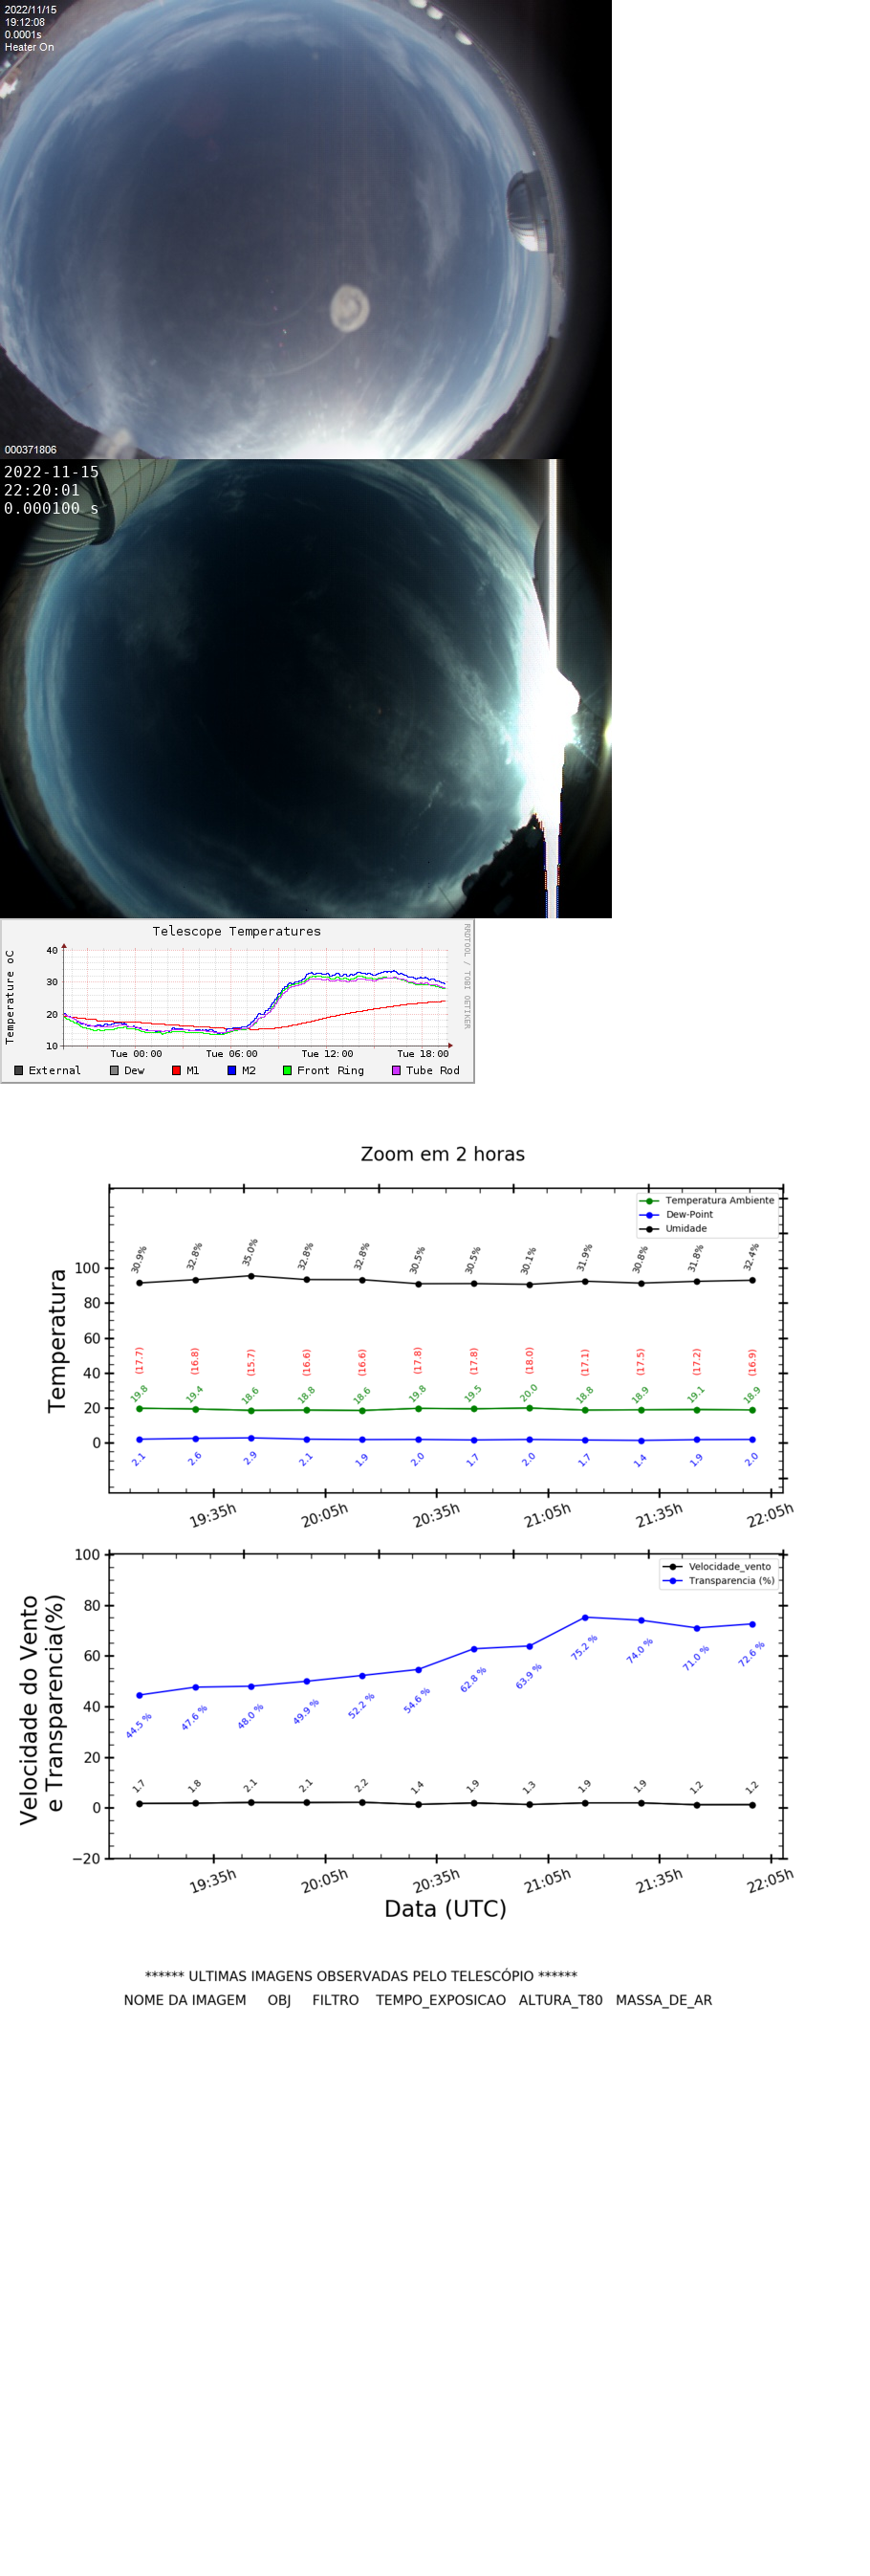 2022/11/15
19:12:08
0.0001s
Heater On
000371806
2022-11-15
22:20:01
0.000100 s
Telescope Temperatures
RRDTOOL / TOBI OETIKER
Temperature oC
40
30
20
10
Tue 00:00 Tue 06:00 Tue 12:00 Tue 18:00
External Dew M1 M2 Front Ring Tube Rod
Zoom em 2 horas
Temperatura Ambiente
Dew-Point
Umidade
Temperatura
100
80
60
40
20
0
30.9% 32.8% 35.0% 32.8% 32.8% 30.5% 30.5% 30.1% 31.9% 30.8% 31.8% 32.4%
(17.7) (16.8) (15.7) (16.6) (16.6) (17.8) (17.8) (18.0) (17.1) (17.5) (17.2) (16.9)
19.8 19.4 18.6 18.8 18.6 19.8 19.5 20.0 18.8 18.9 19.1 18.9
2.1 2.6 2.9 2.1 1.9 2.0 1.7 2.0 1.7 1.4 1.9 2.0
19:35h 20:05h 20:35h 21:05h 21:35h 22:05h
Velocidade_vento
Transparencia (%)
Velocidade do Vento
e Transparencia(%)
100
80
60
40
20
0
−20
44.5 % 47.6 % 48.0 % 49.9 % 52.2 % 54.6 % 62.8 % 63.9 % 75.2 % 74.0 % 71.0 % 72.6 %
1.7 1.8 2.1 2.1 2.2 1.4 1.9 1.3 1.9 1.9 1.2 1.2
19:35h 20:05h 20:35h 21:05h 21:35h 22:05h
Data (UTC)
****** ULTIMAS IMAGENS OBSERVADAS PELO TELESCÓPIO ******
NOME DA IMAGEM OBJ FILTRO TEMPO_EXPOSICAO ALTURA_T80 MASSA_DE_AR